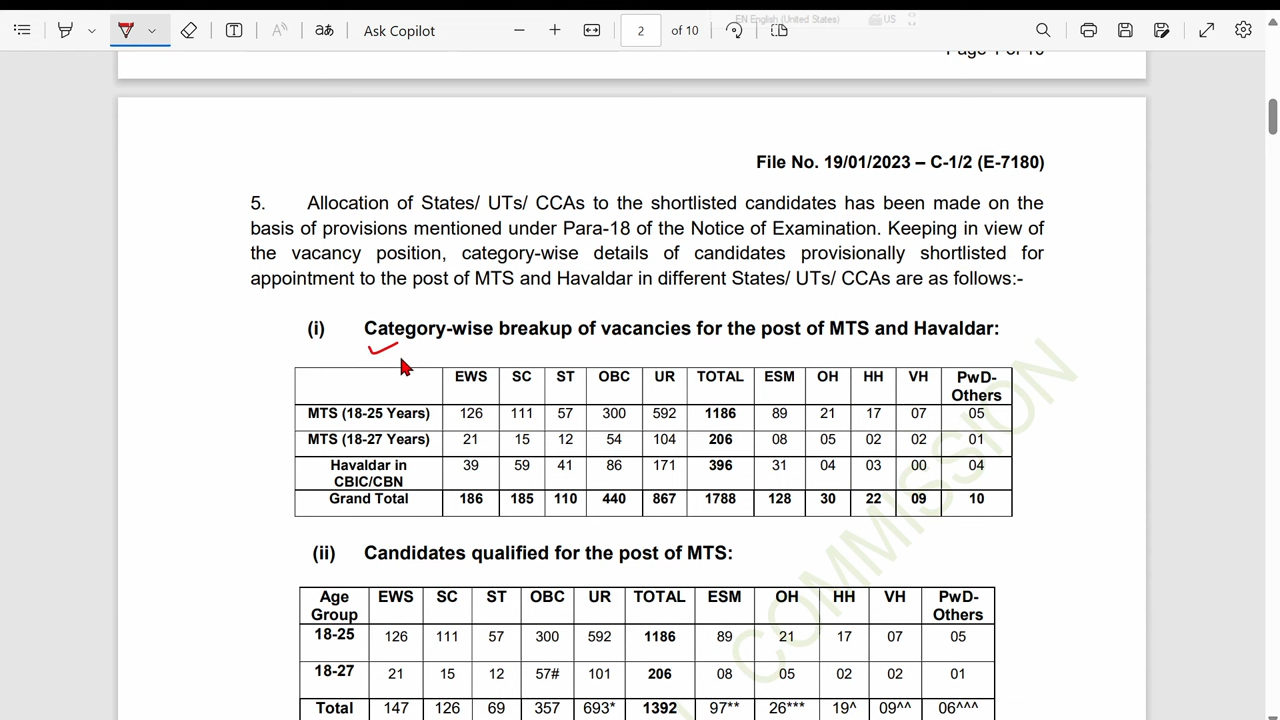 EN English (United States) US
Ask Copilot
2 of 10
Page 1 of 10
File No. 19/01/2023 – C-1/2 (E-7180)
5. Allocation of States/ UTs/ CCAs to the shortlisted candidates has been made on the
basis of provisions mentioned under Para-18 of the Notice of Examination. Keeping in view of
the vacancy position, category-wise details of candidates provisionally shortlisted for
appointment to the post of MTS and Havaldar in different States/ UTs/ CCAs are as follows:-
(i) Category-wise breakup of vacancies for the post of MTS and Havaldar:
EWS SC ST OBC UR TOTAL ESM OH HH VH PwD-
Others
MTS (18-25 Years) 126 111 57 300 592 1186 89 21 17 07 05
MTS (18-27 Years) 21 15 12 54 104 206 08 05 02 02 01
Havaldar in 39 59 41 86 171 396 31 04 03 00 04
CBIC/CBN
Grand Total 186 185 110 440 867 1788 128 30 22 09 10
(ii) Candidates qualified for the post of MTS:
Age EWS SC ST OBC UR TOTAL ESM OH HH VH PwD-
Group Others
18-25 126 111 57 300 592 1186 89 21 17 07 05
18-27 21 15 12 57# 101 206 08 05 02 02 01
Total 147 126 69 357 693* 1392 97** 26*** 19^ 09^^ 06^^^
COMMISSION